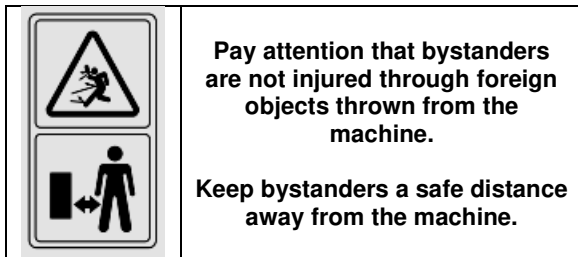 Pay attention that bystanders
are not injured through foreign
objects thrown from the
machine.
Keep bystanders a safe distance
away from the machine.